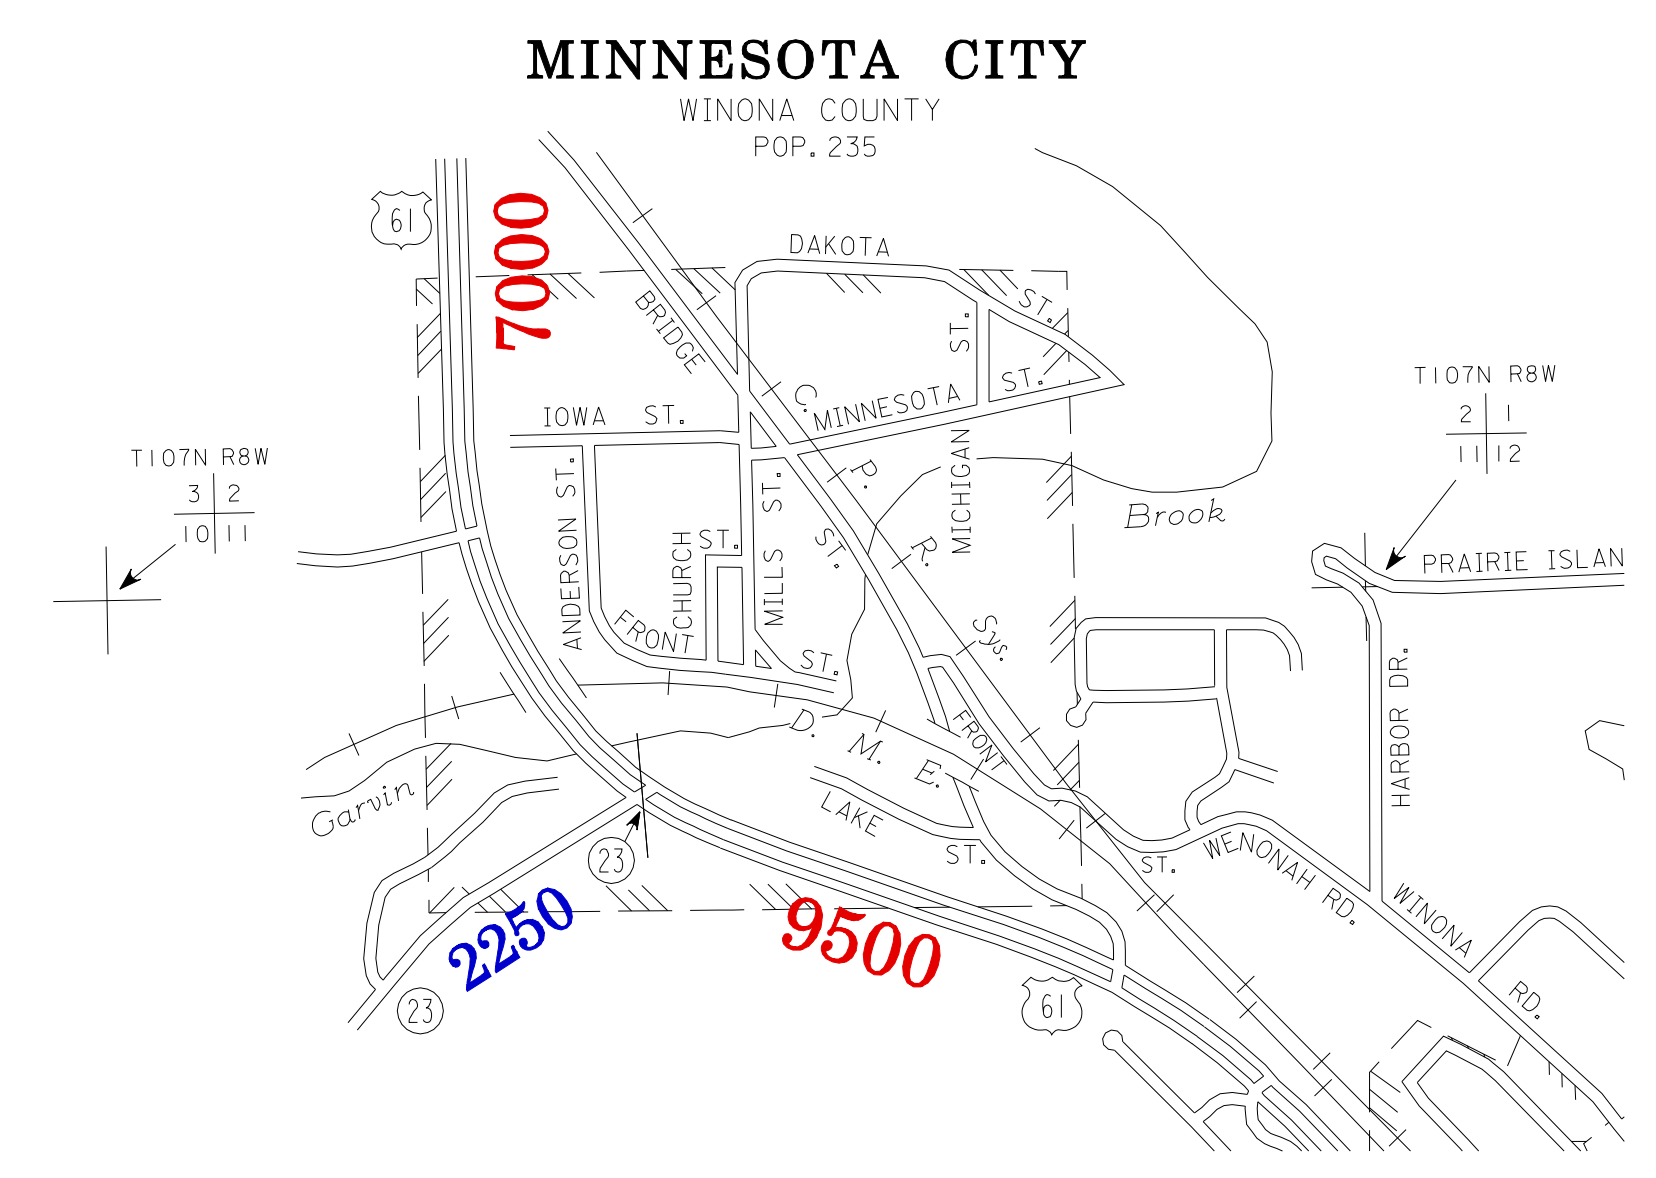 MINNESOTA CITY
WINONA COUNTY
POP. 235
61
7000
DAKOTA
ST.
BRIDGE
ST.
C.
ST.
MINNESOTA
ST.
IOWA ST.
T107N R8W
2 1
11 12
T107N R8W
3 2
10 11
ANDERSON ST.
CHURCH
ST.
MILLS ST.
P.
MICHIGAN
Brook
R.
PRAIRIE ISLAN
FRONT
ST.
Sys.
HARBOR DR.
D.
M.
E.
FRONT
ST.
Garvin
LAKE
ST.
23
WENONAH RD.
WINONA
RD.
2250
9500
23
61